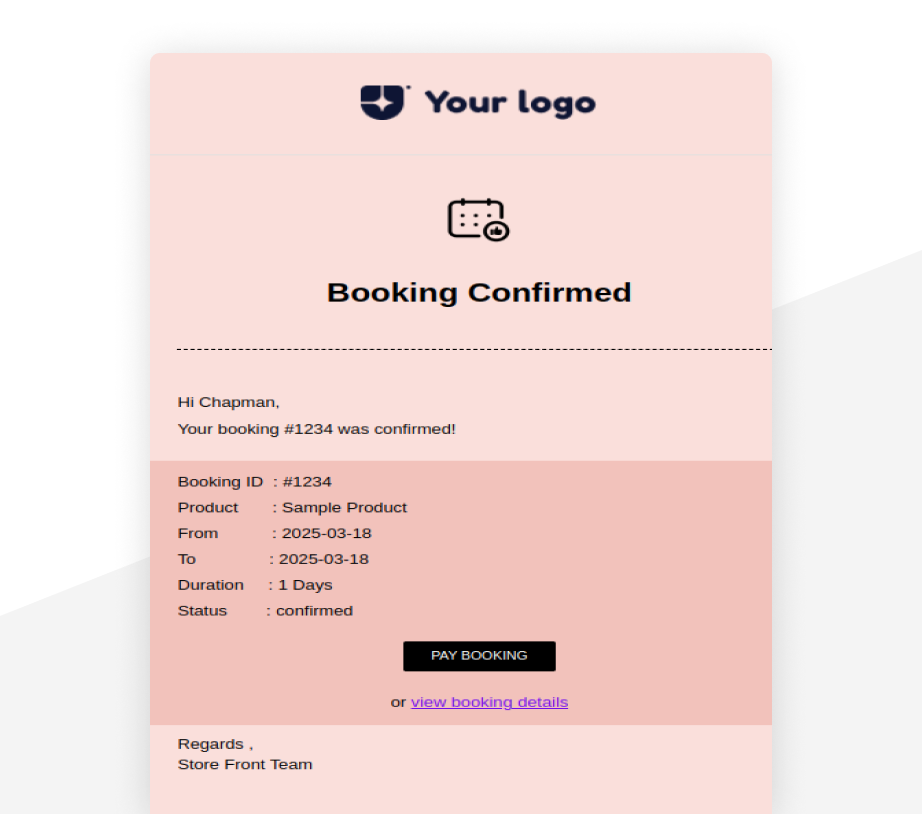 Your logo
Booking Confirmed
Hi Chapman,
Your booking #1234 was confirmed!
Booking ID : #1234
Product : Sample Product
From : 2025-03-18
To : 2025-03-18
Duration : 1 Days
Status : confirmed
PAY BOOKING
or view booking details
Regards ,
Store Front Team